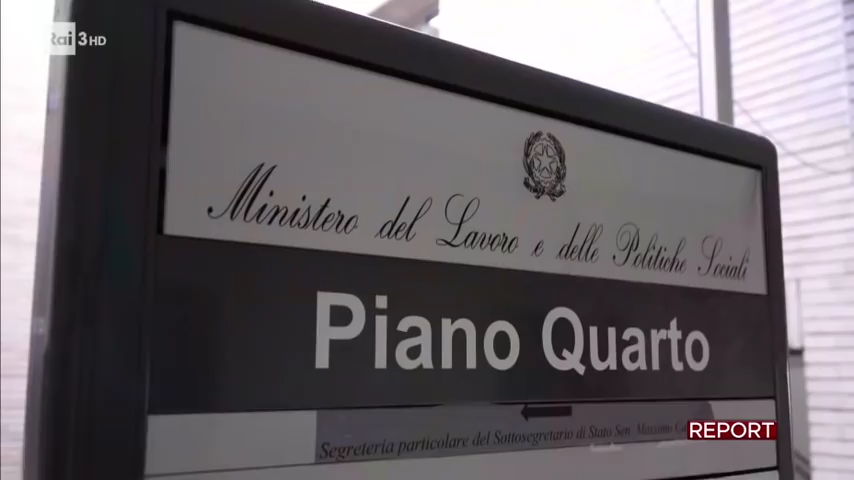 Rai 3HD
Ministero del Lavoro e delle Politiche Sociali
Piano Quarto
Segreteria particolare del Sottosegretario di Stato Sen. Massimo
REPORT